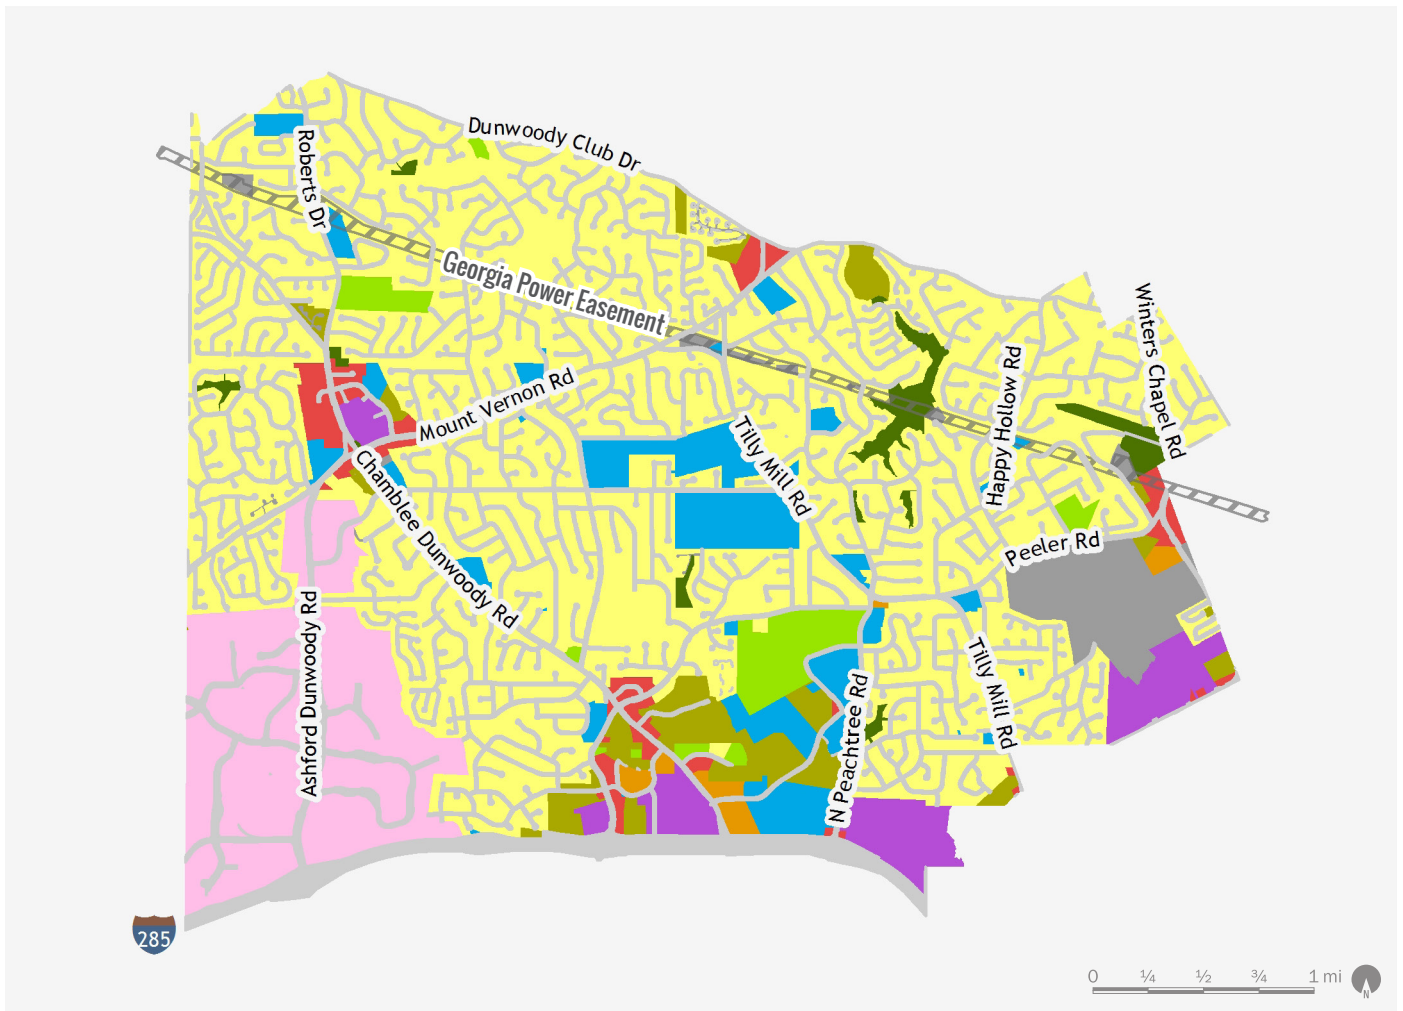 Dunwoody Club Dr
Roberts Dr
Georgia Power Easement
Winters Chapel Rd
Happy Hollow Rd
Mount Vernon Rd
Tilly Mill Rd
Chamblee Dunwoody Rd
Peeler Rd
Ashford Dunwoody Rd
Tilly Mill Rd
N Peachtree Rd
285
0 ¼ ½ ¾ 1 mi
N